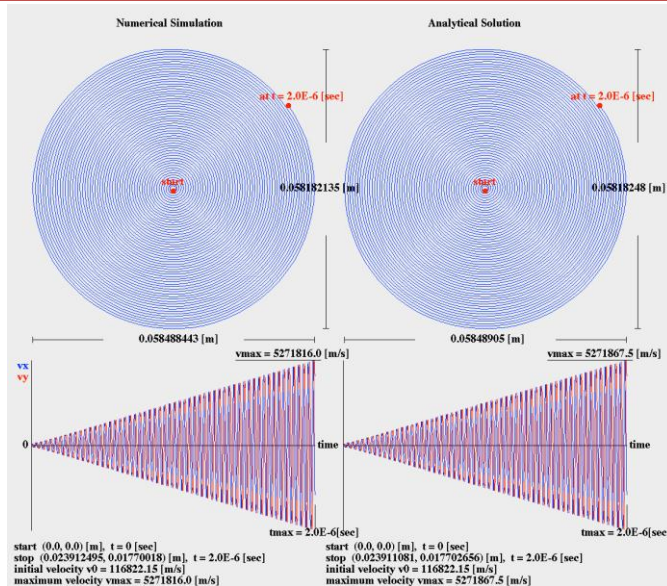 Numerical Simulation
Analytical Solution
at t = 2.0E-6 [sec]
start
0.058182135 [m]
0.058488443 [m]
at t = 2.0E-6 [sec]
start
0.05818248 [m]
0.05848905 [m]
vmax = 5271816.0 [m/s]
vx
vy
0
time
tmax = 2.0E-6[sec]
vmax = 5271867.5 [m/s]
time
tmax = 2.0E-6[sec]
start (0.0, 0.0) [m], t = 0 [sec]
stop (0.023912495, 0.01770018) [m], t = 2.0E-6 [sec]
initial velocity v0 = 116822.15 [m/s]
maximum velocity vmax = 5271816.0 [m/s]
start (0.0, 0.0) [m], t = 0 [sec]
stop (0.023911081, 0.017702656) [m], t = 2.0E-6 [sec]
initial velocity v0 = 116822.15 [m/s]
maximum velocity vmax = 5271867.5 [m/s]